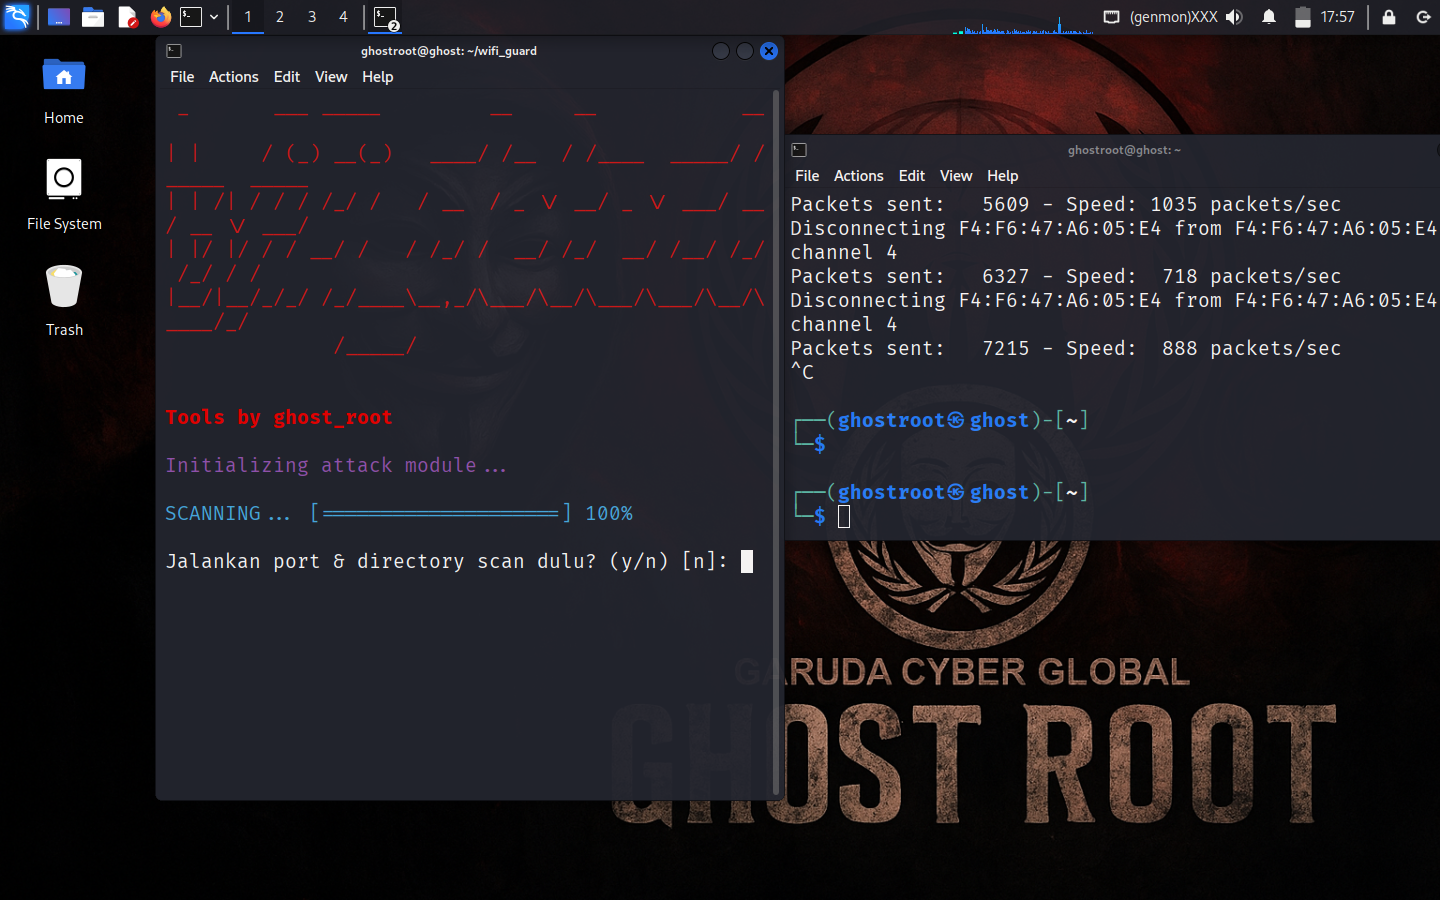 1 2 3 4 2 (genmon)XXX 17:57
Home
File System
Trash
ghostroot@ghost: ~/wifi_guard
File Actions Edit View Help
Tools by ghost_root
Initializing attack module...
SCANNING... [====================] 100%
Jalankan port & directory scan dulu? (y/n) [n]:
ghostroot@ghost: ~
File Actions Edit View Help
Packets sent:   5609 - Speed: 1035 packets/sec
Disconnecting F4:F6:47:A6:05:E4 from F4:F6:47:A6:05:E4
channel 4
Packets sent:   6327 - Speed:  718 packets/sec
Disconnecting F4:F6:47:A6:05:E4 from F4:F6:47:A6:05:E4
channel 4
Packets sent:   7215 - Speed:  888 packets/sec
^C
┌──(ghostroot㉿ghost)-[~]
└─$
┌──(ghostroot㉿ghost)-[~]
└─$
GARUDA CYBER GLOBAL
GHOST ROOT